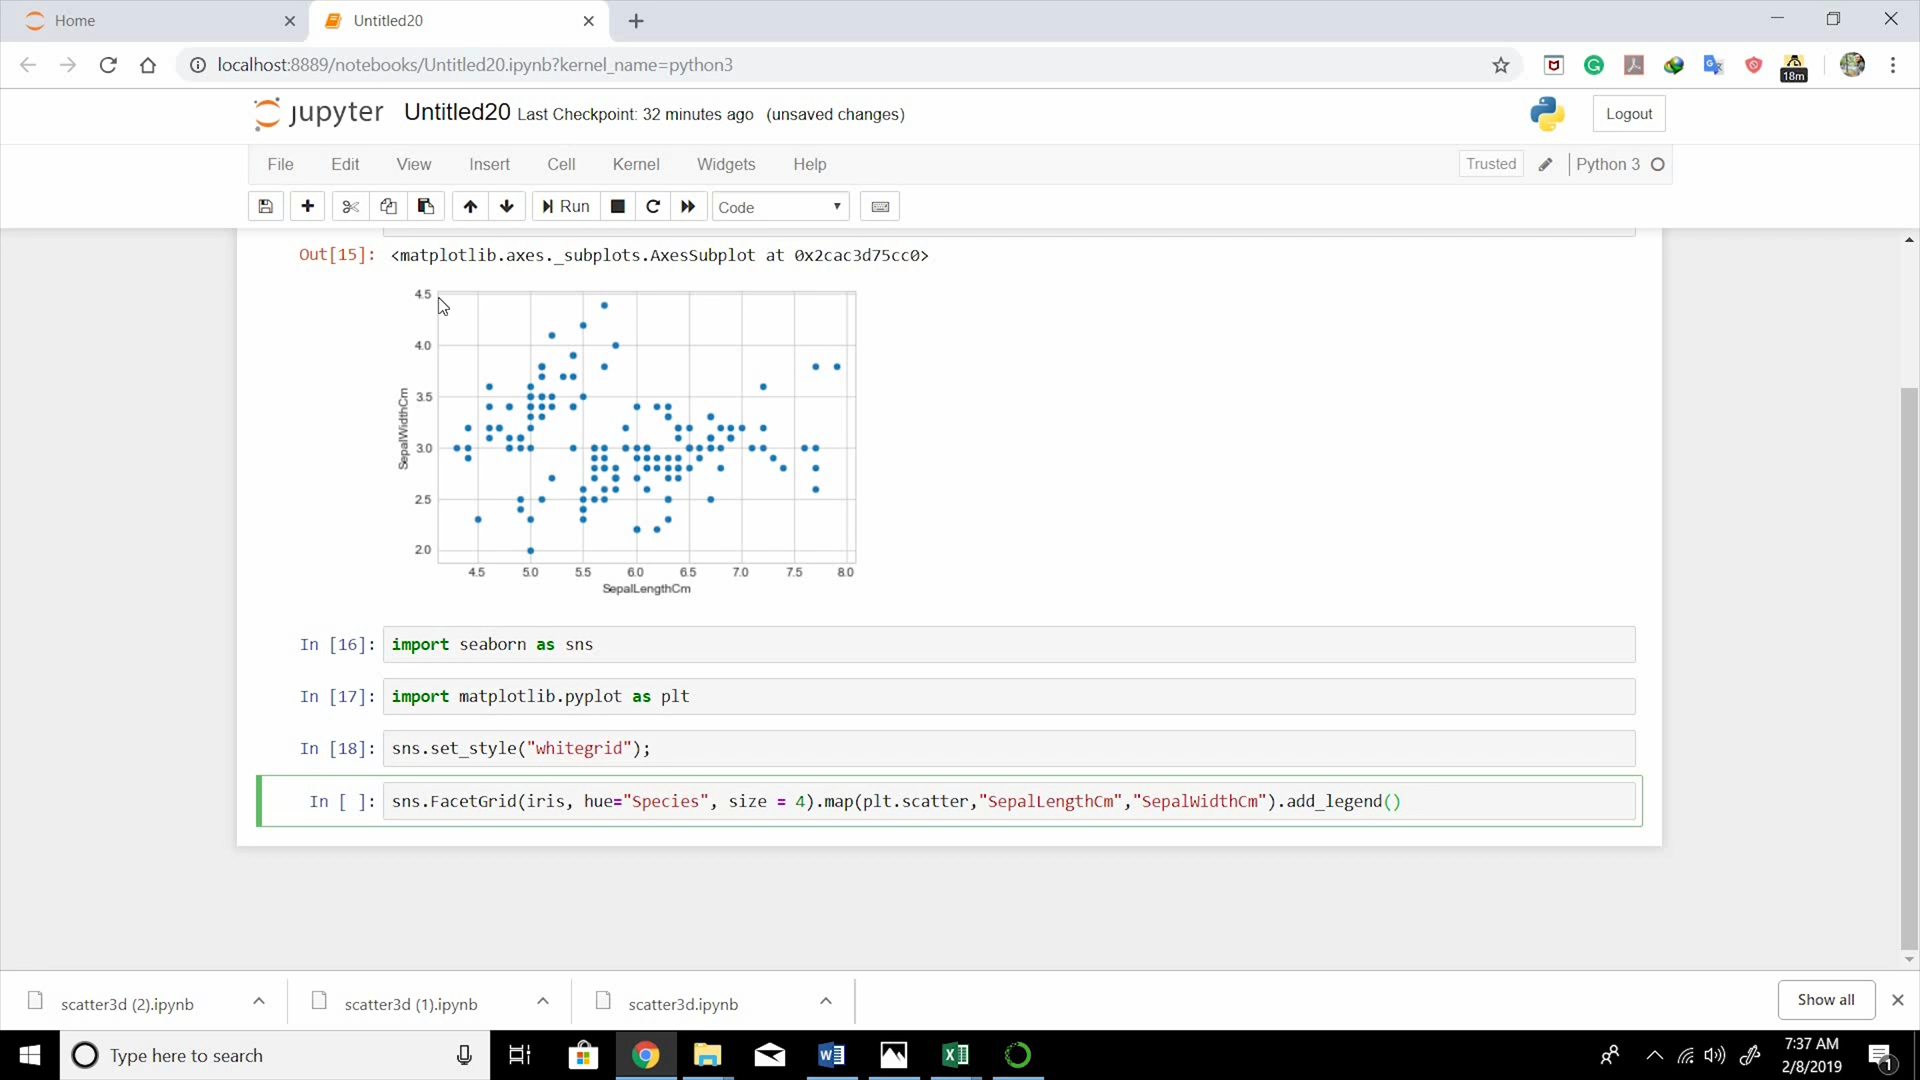 Home
Untitled20
localhost:8889/notebooks/Untitled20.ipynb?kernel_name=python3
18m
jupyter Untitled20 Last Checkpoint: 32 minutes ago (unsaved changes)
Logout
File Edit View Insert Cell Kernel Widgets Help
Trusted Python 3
Run Code
Out[15]: <matplotlib.axes._subplots.AxesSubplot at 0x2cac3d75cc0>
4.5
4.0
3.5
3.0
2.5
2.0
SepalWidthCm
4.5 5.0 5.5 6.0 6.5 7.0 7.5 8.0
SepalLengthCm
In [16]: import seaborn as sns
In [17]: import matplotlib.pyplot as plt
In [18]: sns.set_style("whitegrid");
In [ ]: sns.FacetGrid(iris, hue="Species", size = 4).map(plt.scatter,"SepalLengthCm","SepalWidthCm").add_legend()
scatter3d (2).ipynb
scatter3d (1).ipynb
scatter3d.ipynb
Show all
Type here to search
7:37 AM
2/8/2019
1